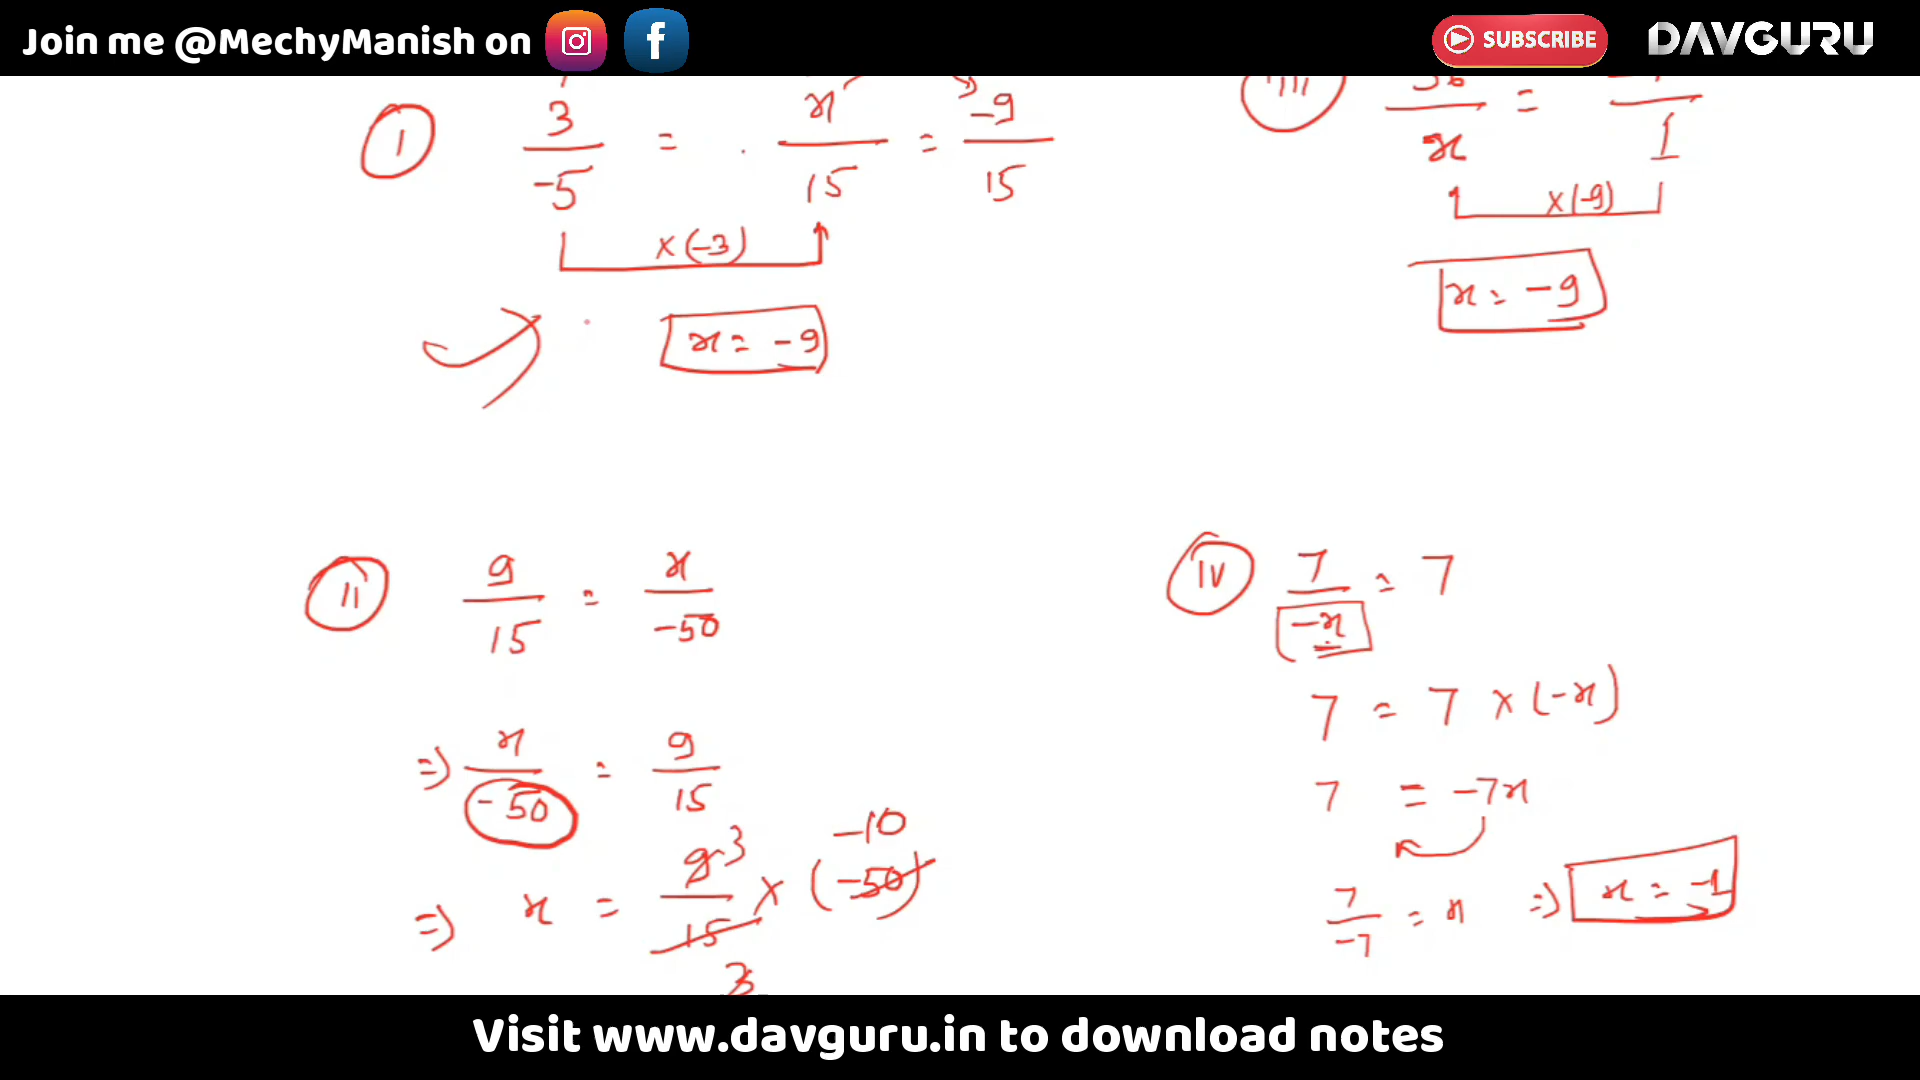 Join me @MechyManish on
SUBSCRIBE DAVGURU
I 3/-5 = x/15 = -9/15
×(-3)
x = -9
III 36/x = /1
×(-9)
x = -9
II 9/15 = x/-50
⇒ x/-50 = 9/15
⇒ x = 9 3/15 3 × (-50) -10
IV 7/-x = 7
7 = 7 × (-x)
7 = -7x
7/-7 = x ⇒ x = -1
Visit www.davguru.in to download notes